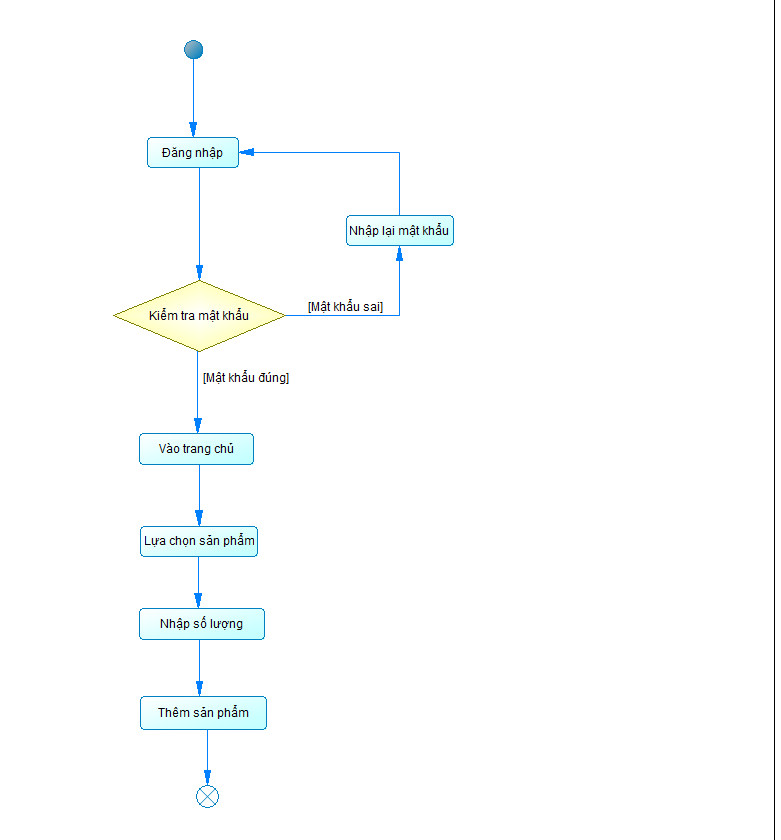 Đăng nhập
Nhập lại mật khẩu
[Mật khẩu sai]
Kiểm tra mật khẩu
[Mật khẩu đúng]
Vào trang chủ
Lựa chọn sản phẩm
Nhập số lượng
Thêm sản phẩm